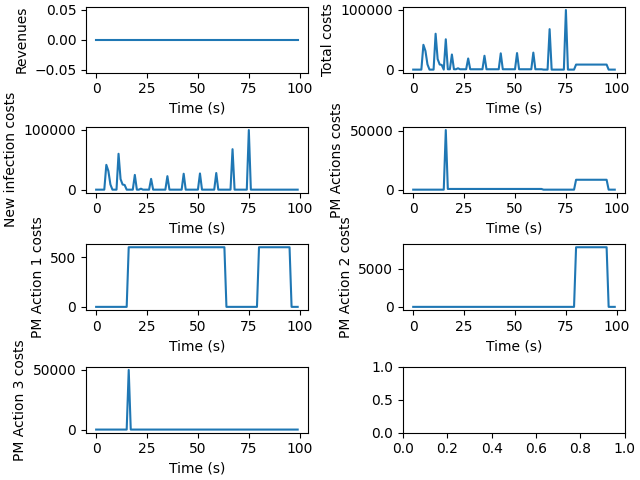 Revenues
0.05
0.00
−0.05
0 25 50 75 100
Time (s)
Total costs
100000
0
0 25 50 75 100
Time (s)
New infection costs
100000
0
0 25 50 75 100
Time (s)
PM Actions costs
50000
0
0 25 50 75 100
Time (s)
PM Action 1 costs
500
0
0 25 50 75 100
Time (s)
PM Action 2 costs
5000
0
0 25 50 75 100
Time (s)
PM Action 3 costs
50000
0
0 25 50 75 100
Time (s)
1.0
0.5
0.0
0.0 0.2 0.4 0.6 0.8 1.0